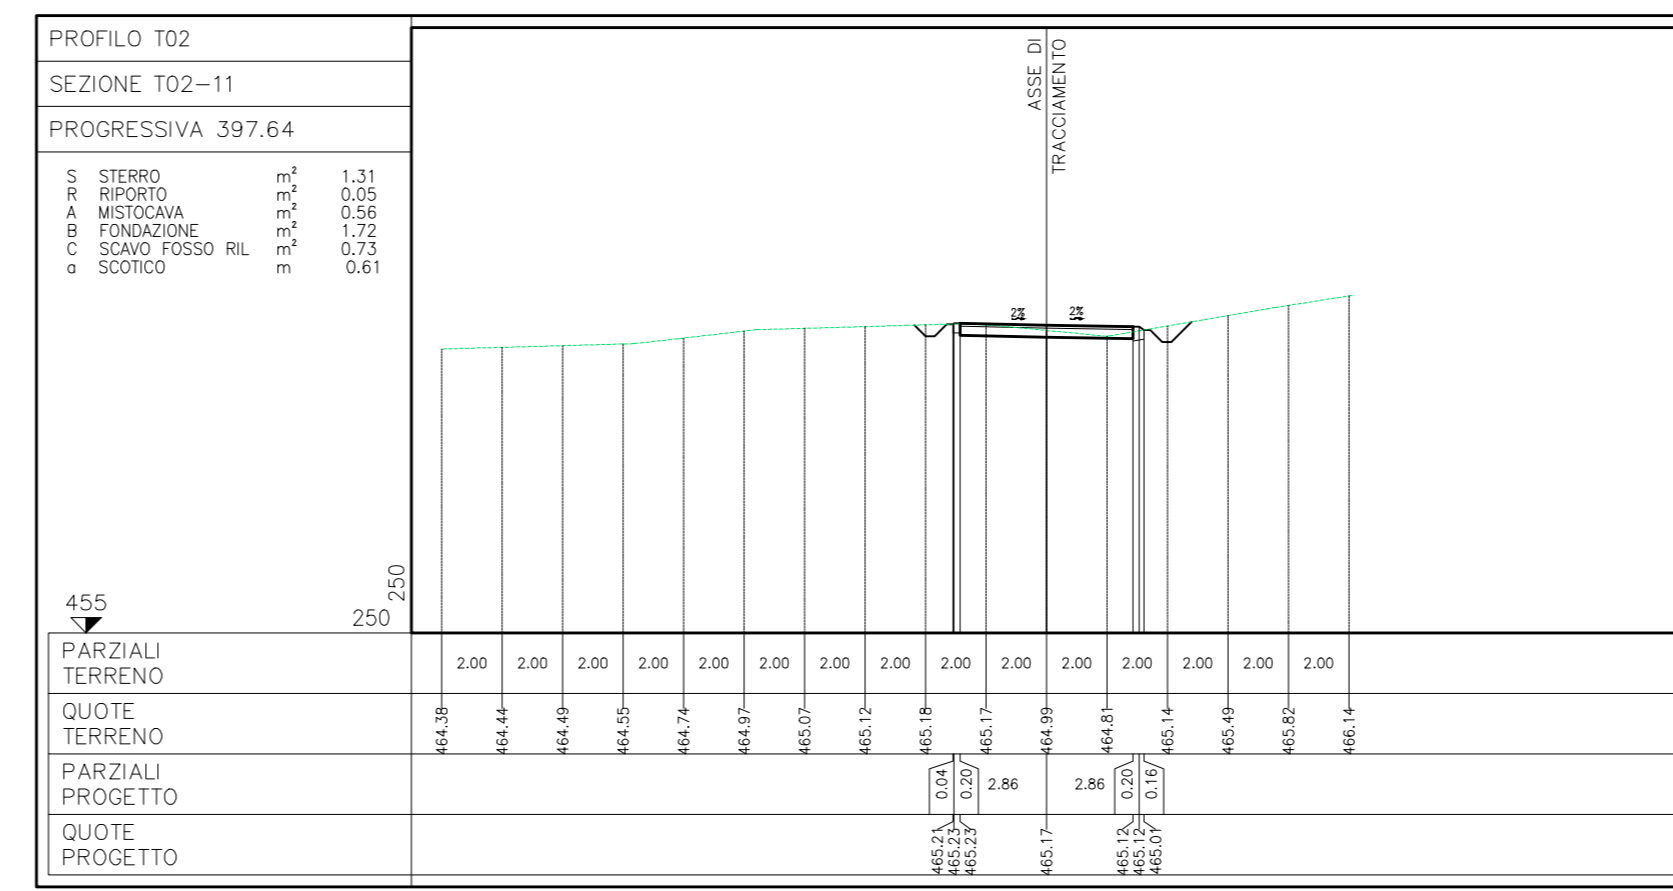 PROFILO T02
SEZIONE T02-11
PROGRESSIVA 397.64
S STERRO m² 1.31
R RIPORTO m² 0.05
A MISTOCAVA m² 0.56
B FONDAZIONE m² 1.72
C SCAVO FOSSO RIL m² 0.73
a SCOTICO m 0.61
ASSE DI
TRACCIAMENTO
2% 2%
250
455
250
PARZIALI
TERRENO
2.00 2.00 2.00 2.00 2.00 2.00 2.00 2.00 2.00 2.00 2.00 2.00 2.00 2.00 2.00
QUOTE
TERRENO
464.38 464.44 464.49 464.55 464.74 464.97 465.07 465.12 465.18 465.17 464.99 464.81 465.14 465.49 465.82 466.14
PARZIALI
PROGETTO
0.04 0.20 2.86 2.86 0.20 0.16
QUOTE
PROGETTO
465.21 465.23 465.23 465.17 465.12 465.12 465.01